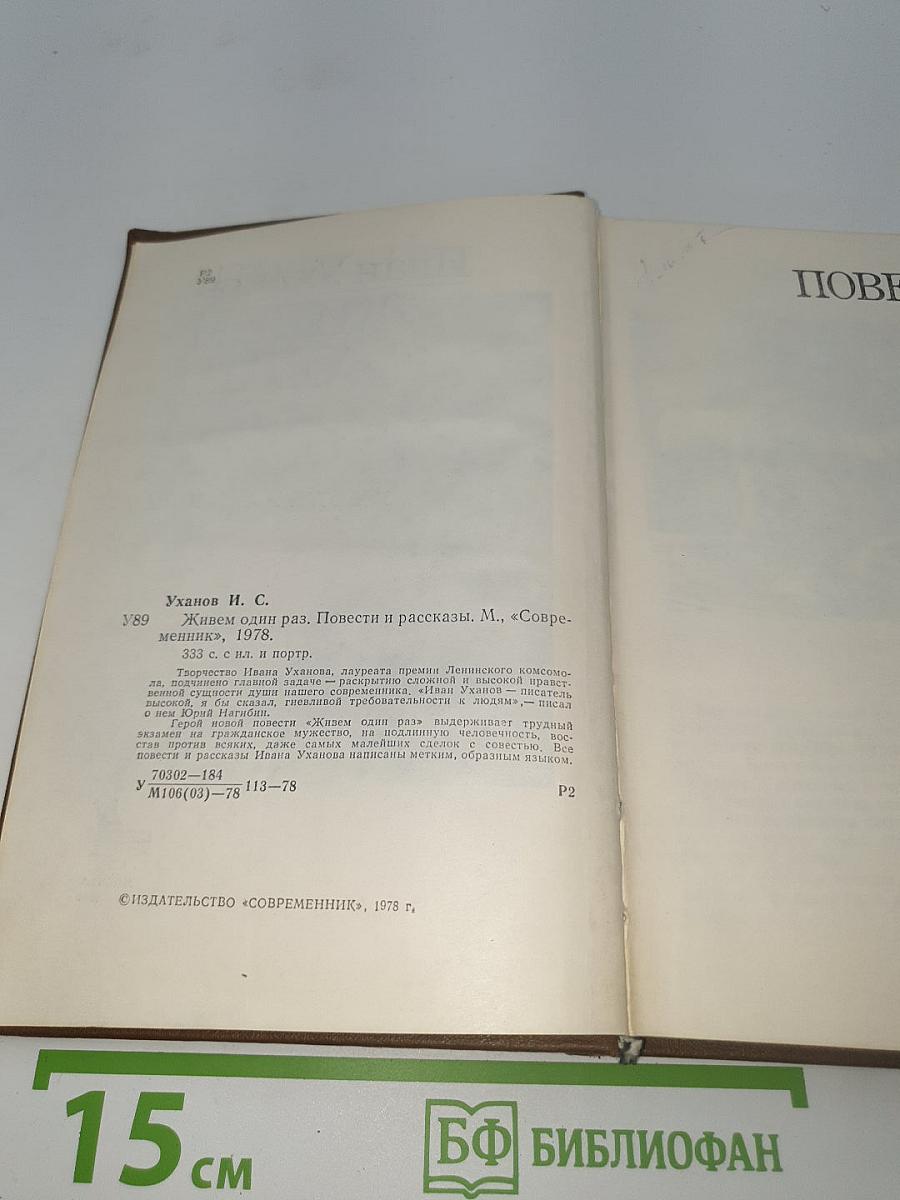 Р2
У89
Уханов И. С.
У89 Живем один раз. Повести и рассказы. М., «Совре-
менник», 1978.
333 с. с ил. и портр.
Творчество Ивана Уханова, лауреата премии Ленинского комсомо-
ла, подчинено главной задаче — раскрытию сложной и высокой нравст-
венной сущности души нашего современника. «Иван Уханов — писатель
высокой, я бы сказал, гневливой требовательности к людям», — писал
о нем Юрий Нагибин.
Герой новой повести «Живем один раз» выдерживает трудный
экзамен на гражданское мужество, на подлинную человечность, вос-
став против всяких, даже самых малейших сделок с совестью. Все
повести и рассказы Ивана Уханова написаны метким, образным языком.
У 70302—184
М106(03)—78 113—78
Р2
© ИЗДАТЕЛЬСТВО «СОВРЕМЕННИК», 1978 г.
ПОВЕ
15 см
БФ БИБЛИОФАН